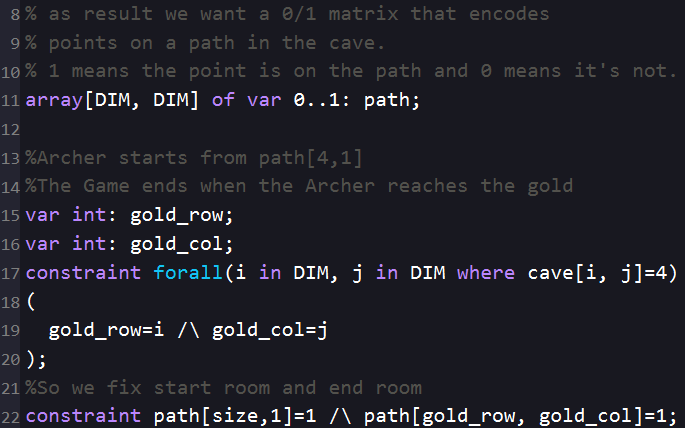 8 % as result we want a 0/1 matrix that encodes
9 % points on a path in the cave.
10 % 1 means the point is on the path and 0 means it's not.
11 array[DIM, DIM] of var 0..1: path;
12
13 %Archer starts from path[4,1]
14 %The Game ends when the Archer reaches the gold
15 var int: gold_row;
16 var int: gold_col;
17 constraint forall(i in DIM, j in DIM where cave[i, j]=4)
18 (
19   gold_row=i /\ gold_col=j
20 );
21 %So we fix start room and end room
22 constraint path[size,1]=1 /\ path[gold_row, gold_col]=1;